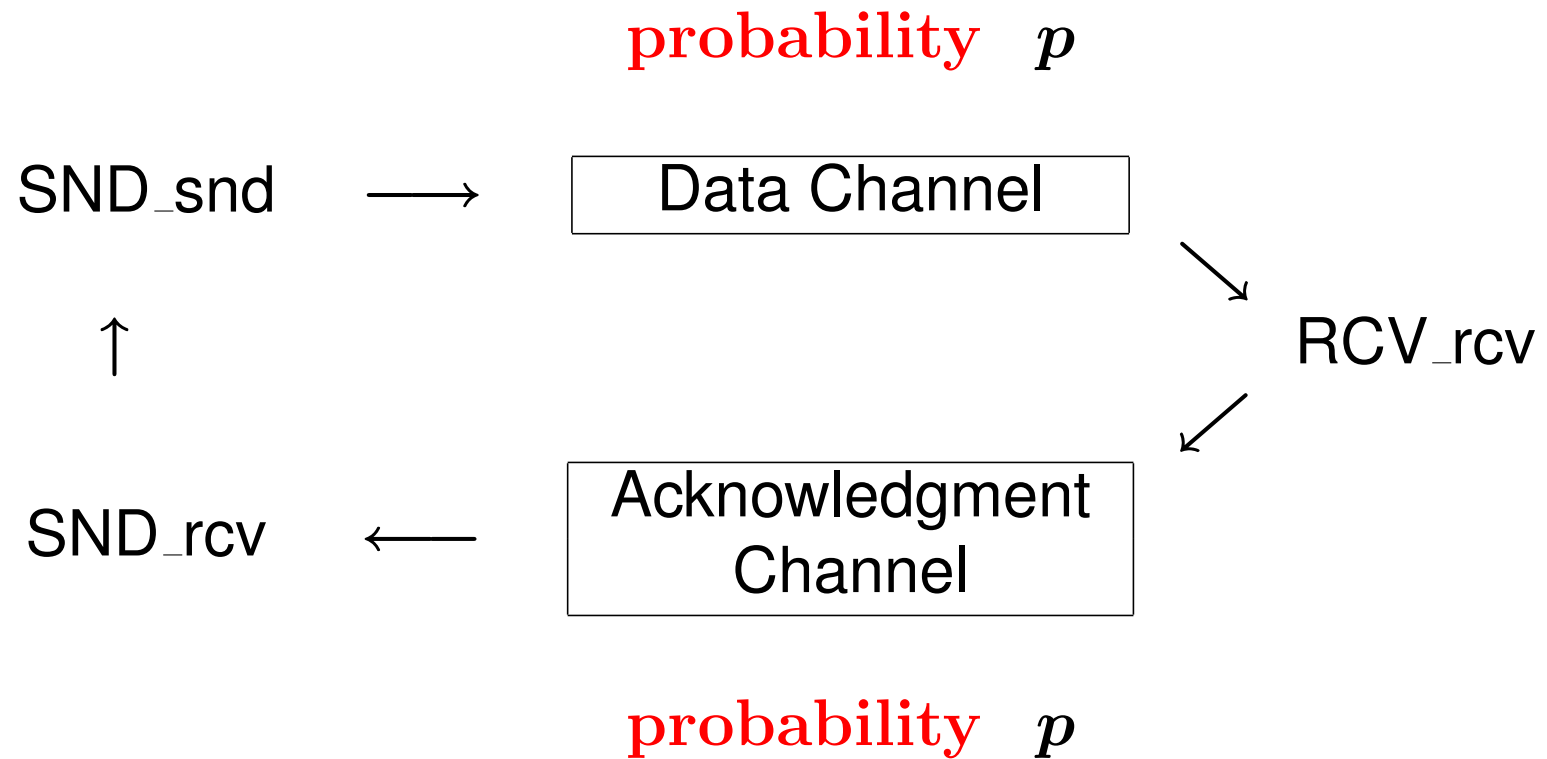 probability p
SND_snd
Data Channel
RCV_rcv
Acknowledgment
Channel
SND_rcv
probability p